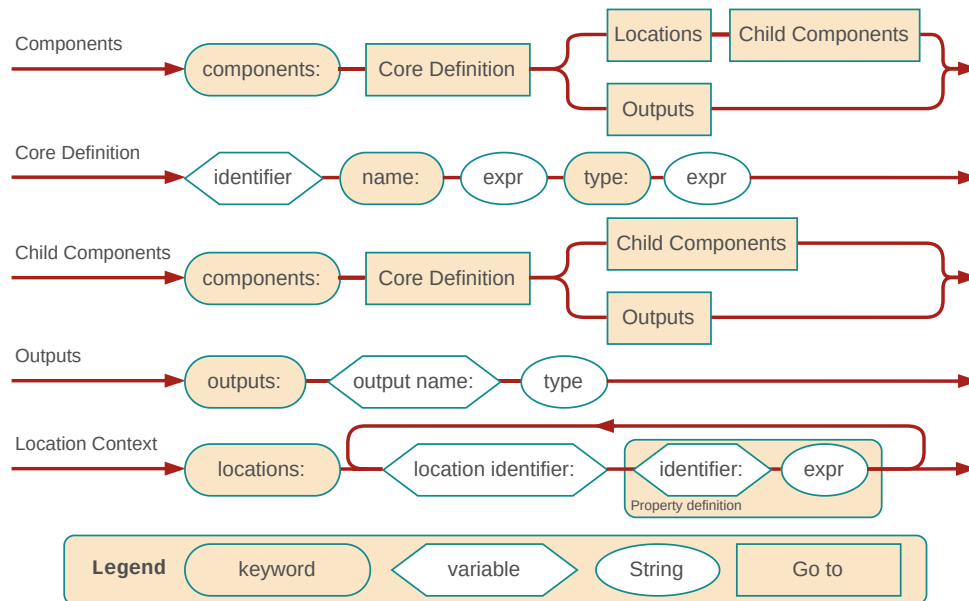 Components
components:
Core Definition
Locations
Child Components
Outputs
Core Definition
identifier
name:
expr
type:
expr
Child Components
components:
Core Definition
Child Components
Outputs
Outputs
outputs:
output name:
type
Location Context
locations:
location identifier:
identifier:
expr
Property definition
Legend
keyword
variable
String
Go to